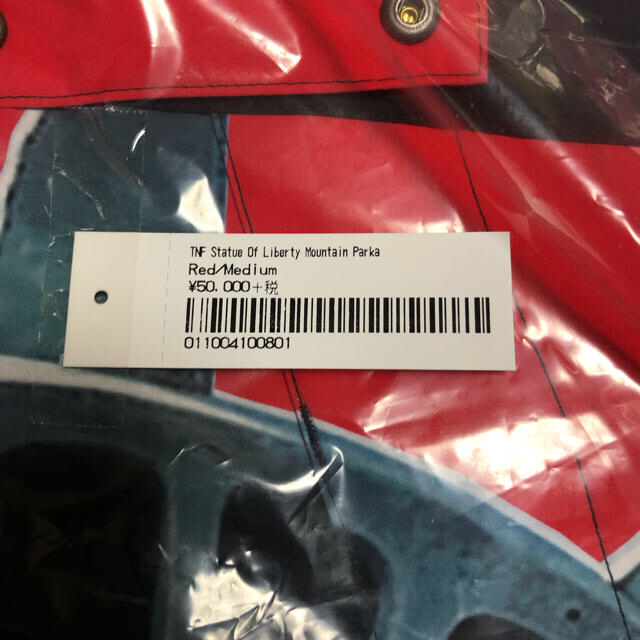 TNF Statue Of Liberty Mountain Parka
Red/Medium
¥50.000+税
011004100801